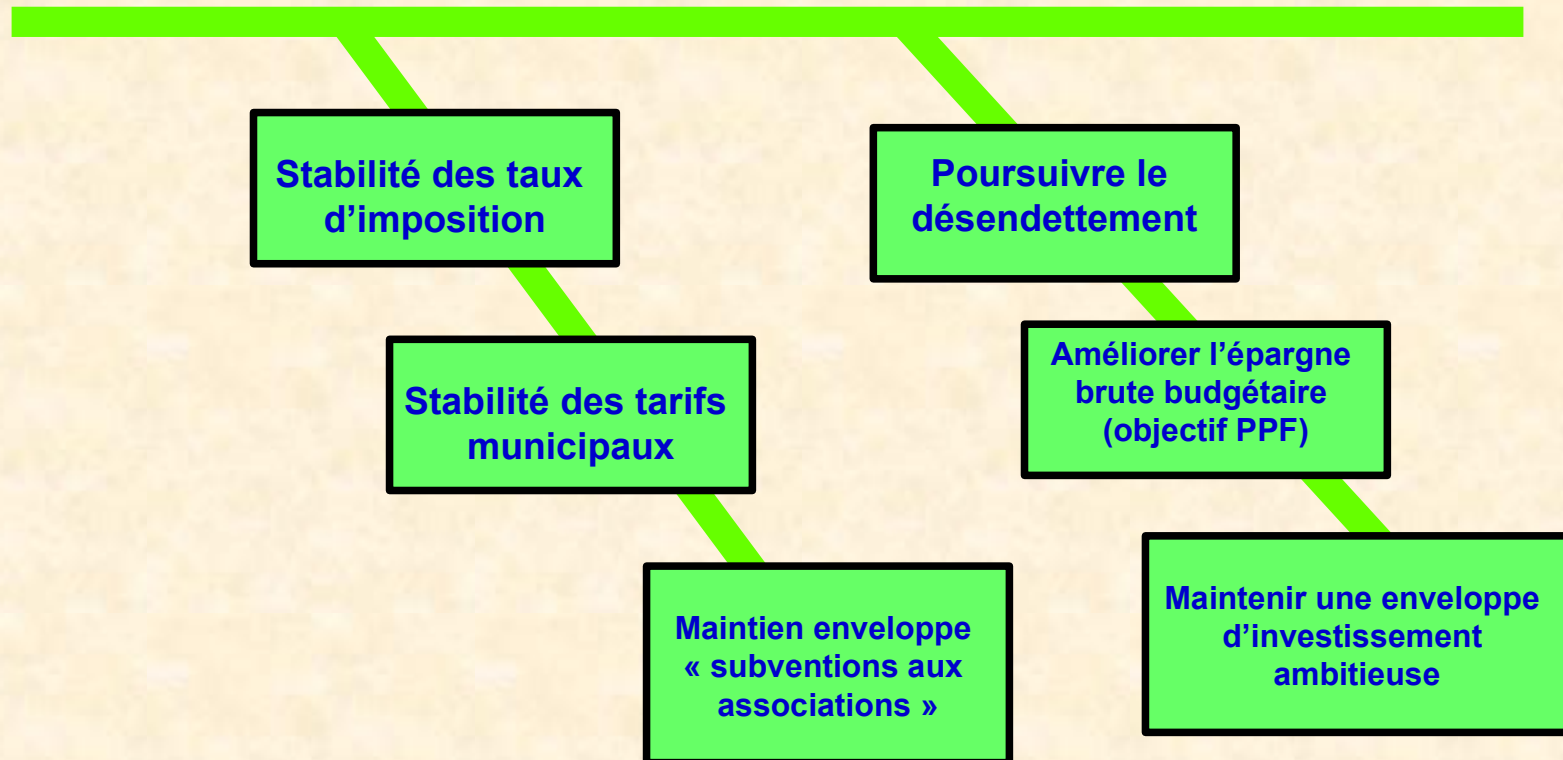 Stabilité des taux
d’imposition
Stabilité des tarifs
municipaux
Maintien enveloppe
« subventions aux
associations »
Poursuivre le
désendettement
Améliorer l’épargne
brute budgétaire
(objectif PPF)
Maintenir une enveloppe
d’investissement
ambitieuse